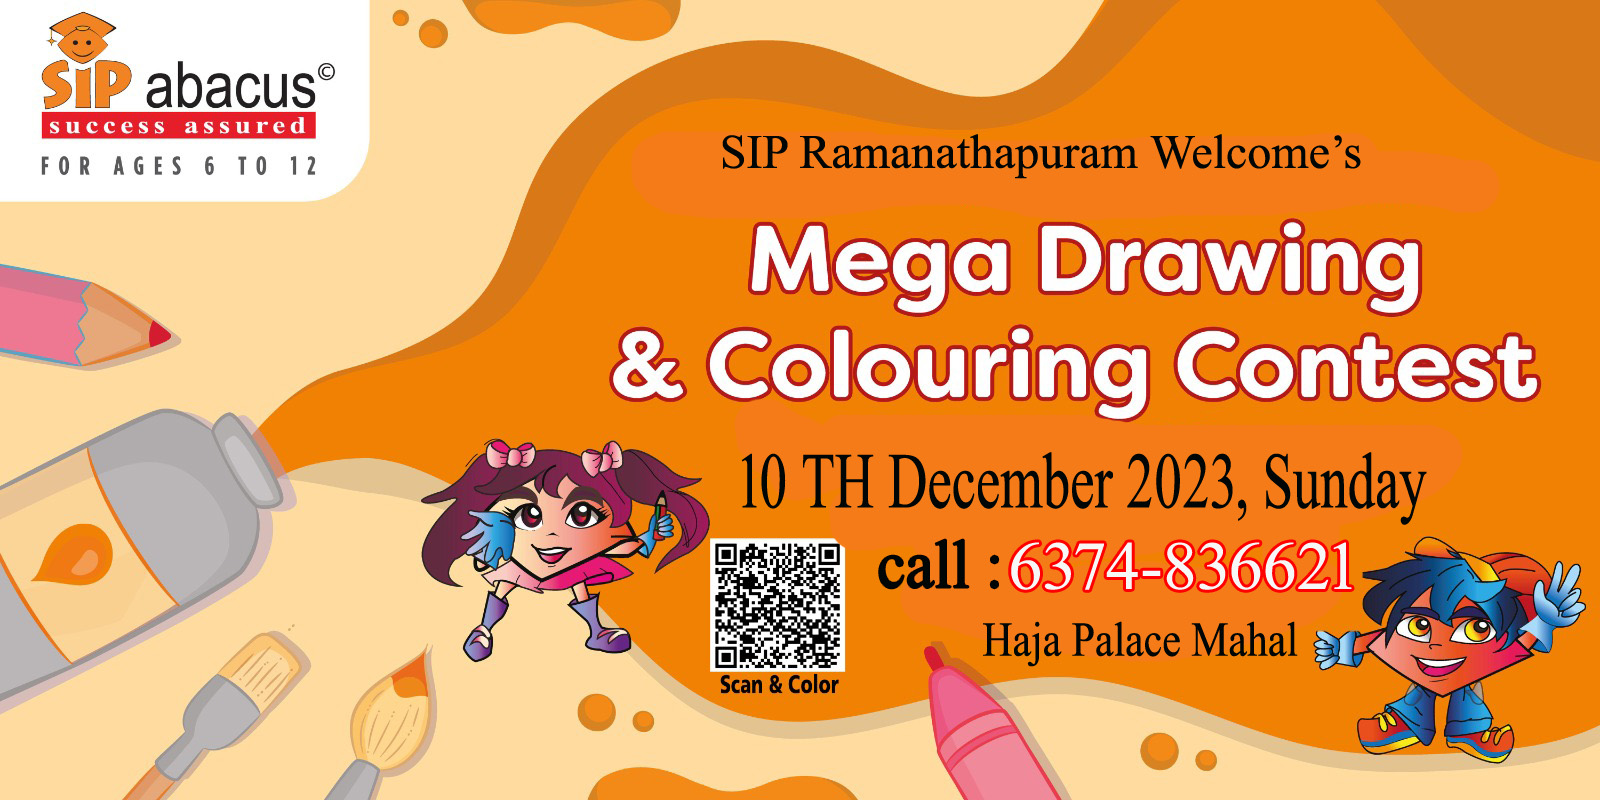 SIP abacus©
success assured
FOR AGES 6 TO 12
SIP Ramanathapuram Welcome's
Mega Drawing
& Colouring Contest
10 TH December 2023, Sunday
call : 6374-836621
Haja Palace Mahal
Scan & Color